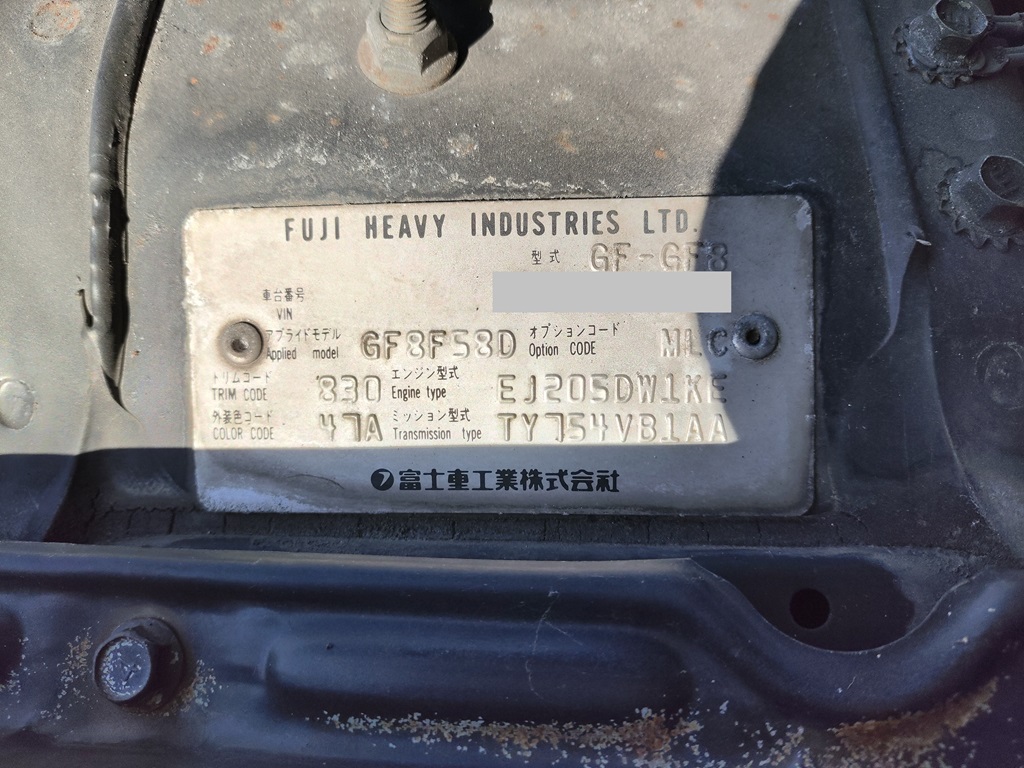 FUJI HEAVY INDUSTRIES LTD.
型式 GF-GF8
車台番号
VIN
アプライドモデル オプションコード
Applied model GF8F58D Option CODE MLC
トリムコード エンジン型式
TRIM CODE 830 Engine type EJ205DW1KE
外装色コード ミッション型式
COLOR CODE 47A Transmission type TY754VB1AA
富士重工業株式会社